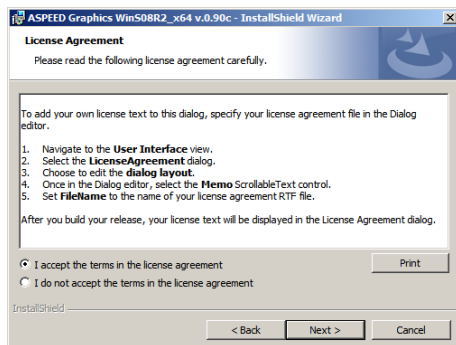 ASPEED Graphics WinS08R2_x64 v.0.90c - InstallShield Wizard
License Agreement
Please read the following license agreement carefully.
To add your own license text to this dialog, specify your license agreement file in the Dialog
editor.
1. Navigate to the User Interface view.
2. Select the LicenseAgreement dialog.
3. Choose to edit the dialog layout.
4. Once in the Dialog editor, select the Memo ScrollableText control.
5. Set FileName to the name of your license agreement RTF file.
After you build your release, your license text will be displayed in the License Agreement dialog.
I accept the terms in the license agreement
Print
I do not accept the terms in the license agreement
InstallShield
< Back Next > Cancel